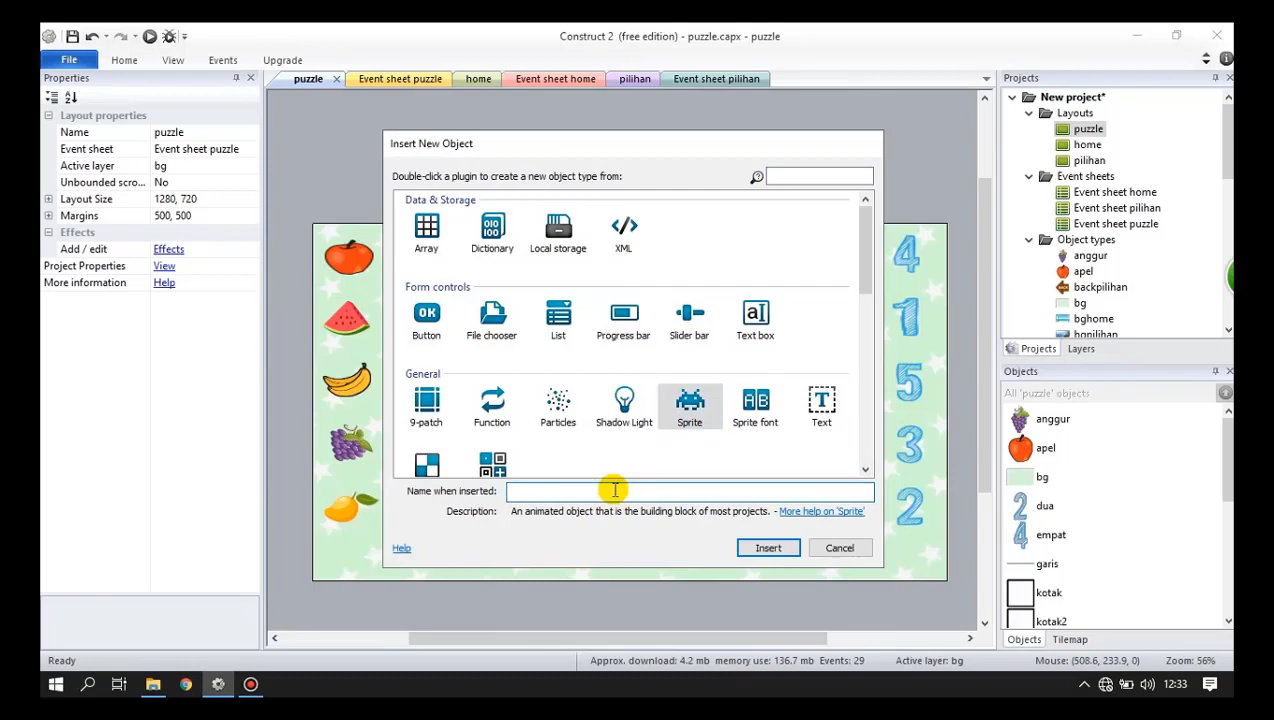 Construct 2 (free edition) - puzzle.capx - puzzle
File Home View Events Upgrade
Properties
puzzle Event sheet puzzle home Event sheet home pilihan Event sheet pilihan
Layout properties
Name puzzle
Event sheet Event sheet puzzle
Active layer bg
Unbounded scro... No
Layout Size 1280, 720
Margins 500, 500
Effects
Add / edit Effects
Project Properties View
More information Help
Insert New Object
Double-click a plugin to create a new object type from:
Data & Storage
Array Dictionary Local storage XML
Form controls
Button File chooser List Progress bar Slider bar Text box
General
9-patch Function Particles Shadow Light Sprite Sprite font Text
Name when inserted:
Description: An animated object that is the building block of most projects. - More help on 'Sprite'
Help Insert Cancel
4
1
5
3
2
Projects
New project*
Layouts
puzzle
home
pilihan
Event sheets
Event sheet home
Event sheet pilihan
Event sheet puzzle
Object types
anggur
apel
backpilihan
bg
bghome
Projects Layers
Objects
All 'puzzle' objects
anggur
apel
bg
dua
empat
garis
kotak
kotak2
Objects Tilemap
Ready Approx. download: 4.2 mb memory use: 136.7 mb Events: 29 Active layer: bg Mouse: (508.6, 233.9, 0) Zoom: 56%
12:33